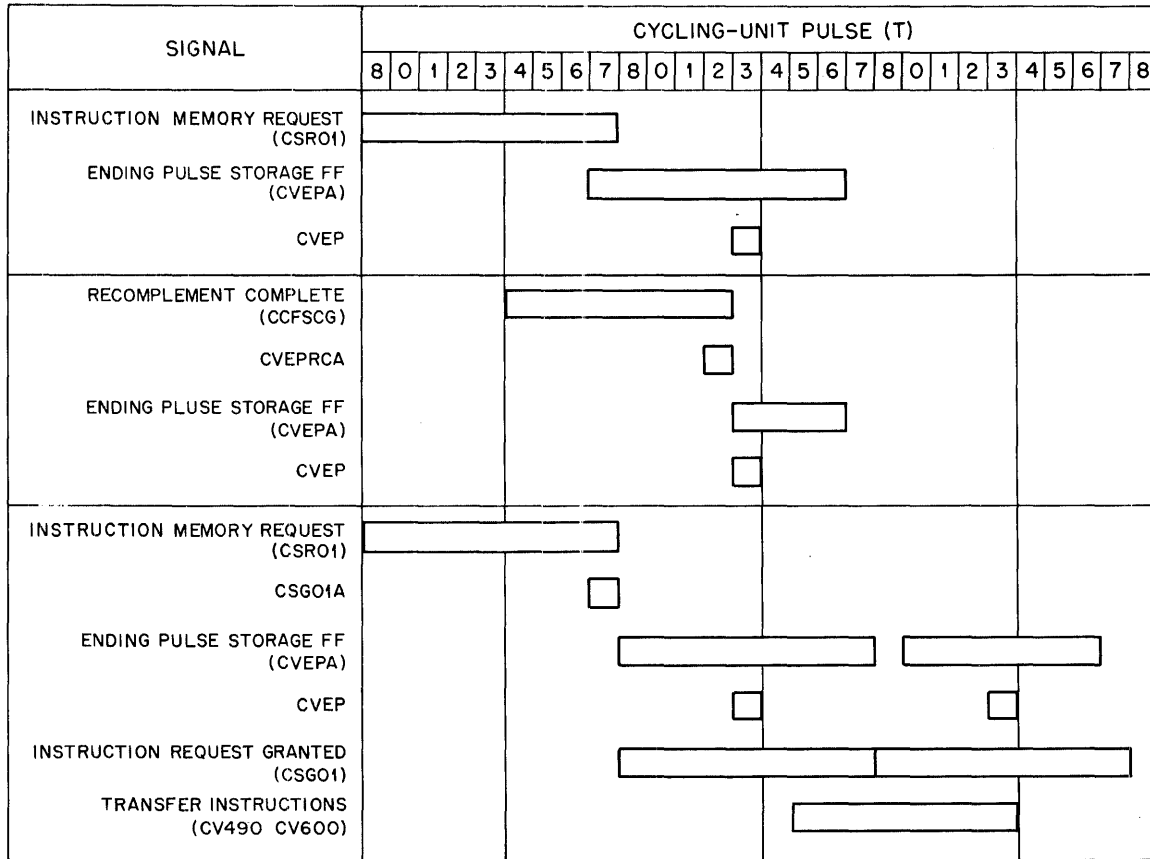 SIGNAL
CYCLING-UNIT PULSE (T)
8 0 1 2 3 4 5 6 7 8 0 1 2 3 4 5 6 7 8 0 1 2 3 4 5 6 7 8
INSTRUCTION MEMORY REQUEST
(CSR01)
ENDING PULSE STORAGE FF
(CVEPA)
CVEP
RECOMPLEMENT COMPLETE
(CCFSCG)
CVEPRCA
ENDING PLUSE STORAGE FF
(CVEPA)
CVEP
INSTRUCTION MEMORY REQUEST
(CSR01)
CSG01A
ENDING PULSE STORAGE FF
(CVEPA)
CVEP
INSTRUCTION REQUEST GRANTED
(CSG01)
TRANSFER INSTRUCTIONS
(CV490 CV600)